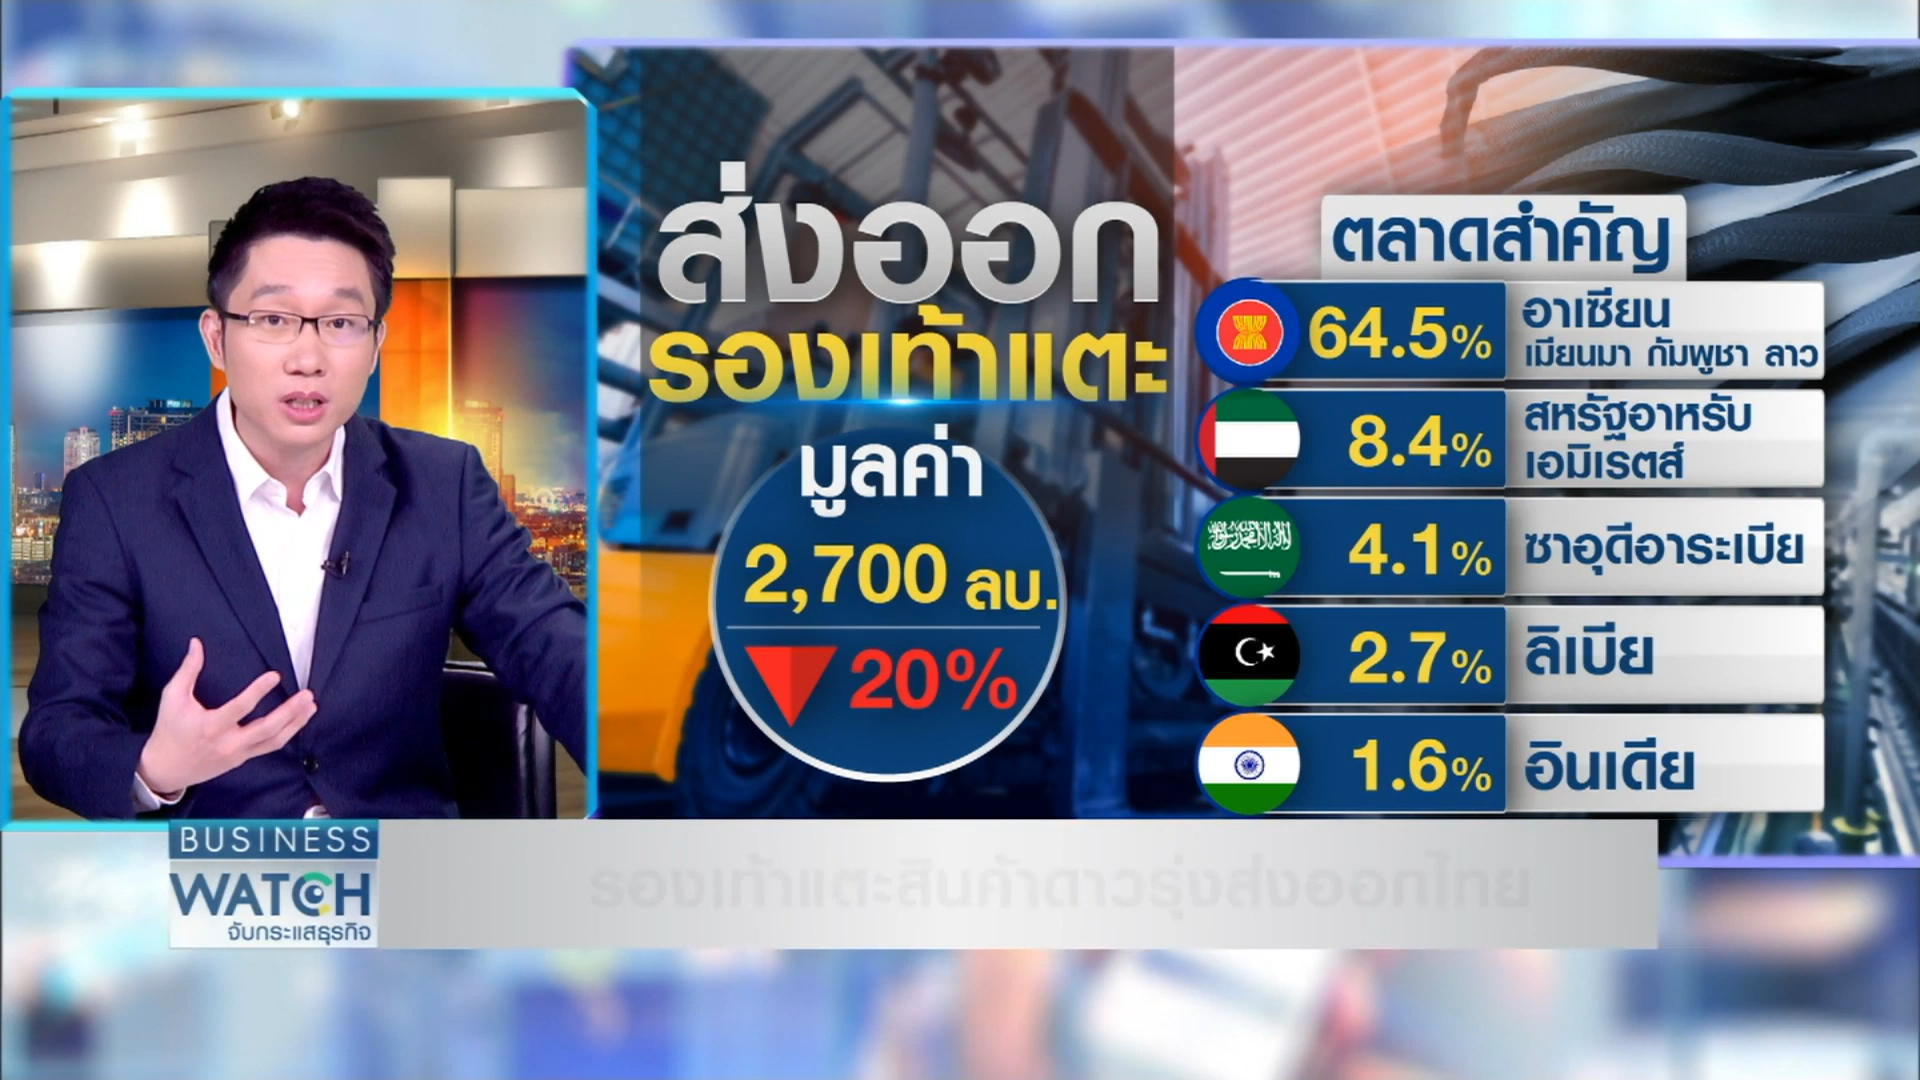 ส่งออก
รองเท้าแตะ
มูลค่า
2,700 ลบ.
20%
ตลาดสำคัญ
64.5% อาเซียน
เมียนมา กัมพูชา ลาว
8.4% สหรัฐอาหรับ
เอมิเรตส์
4.1% ซาอุดีอาระเบีย
2.7% ลิเบีย
1.6% อินเดีย
BUSINESS
WATCH
จับกระแสธุรกิจ
รองเท้าแตะสินค้าดาวรุ่งส่งออกไทย